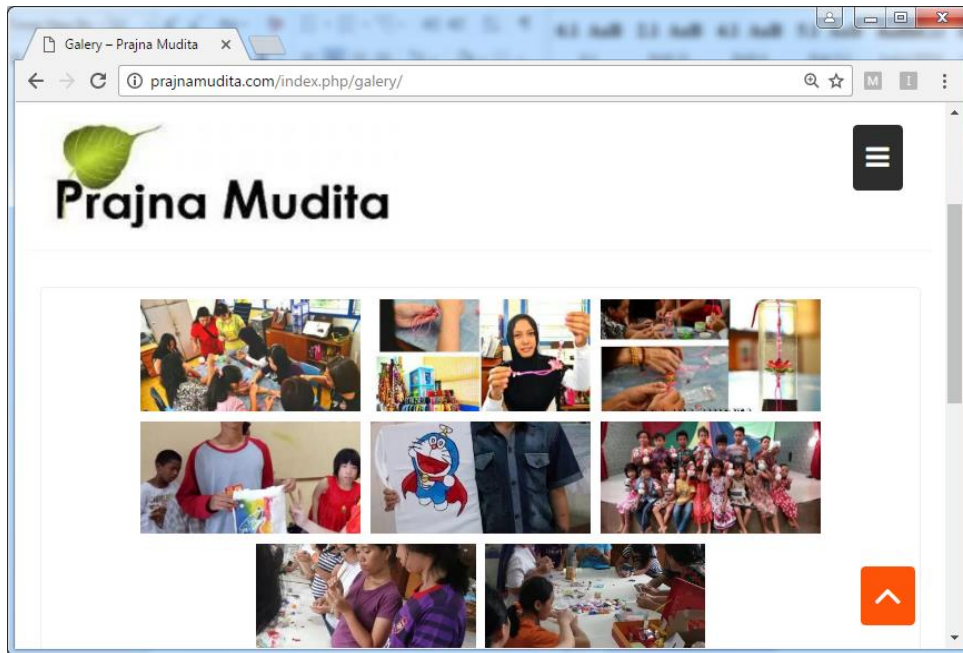 Galery – Prajna Mudita
prajnamudita.com/index.php/galery/
M
I
Prajna Mudita